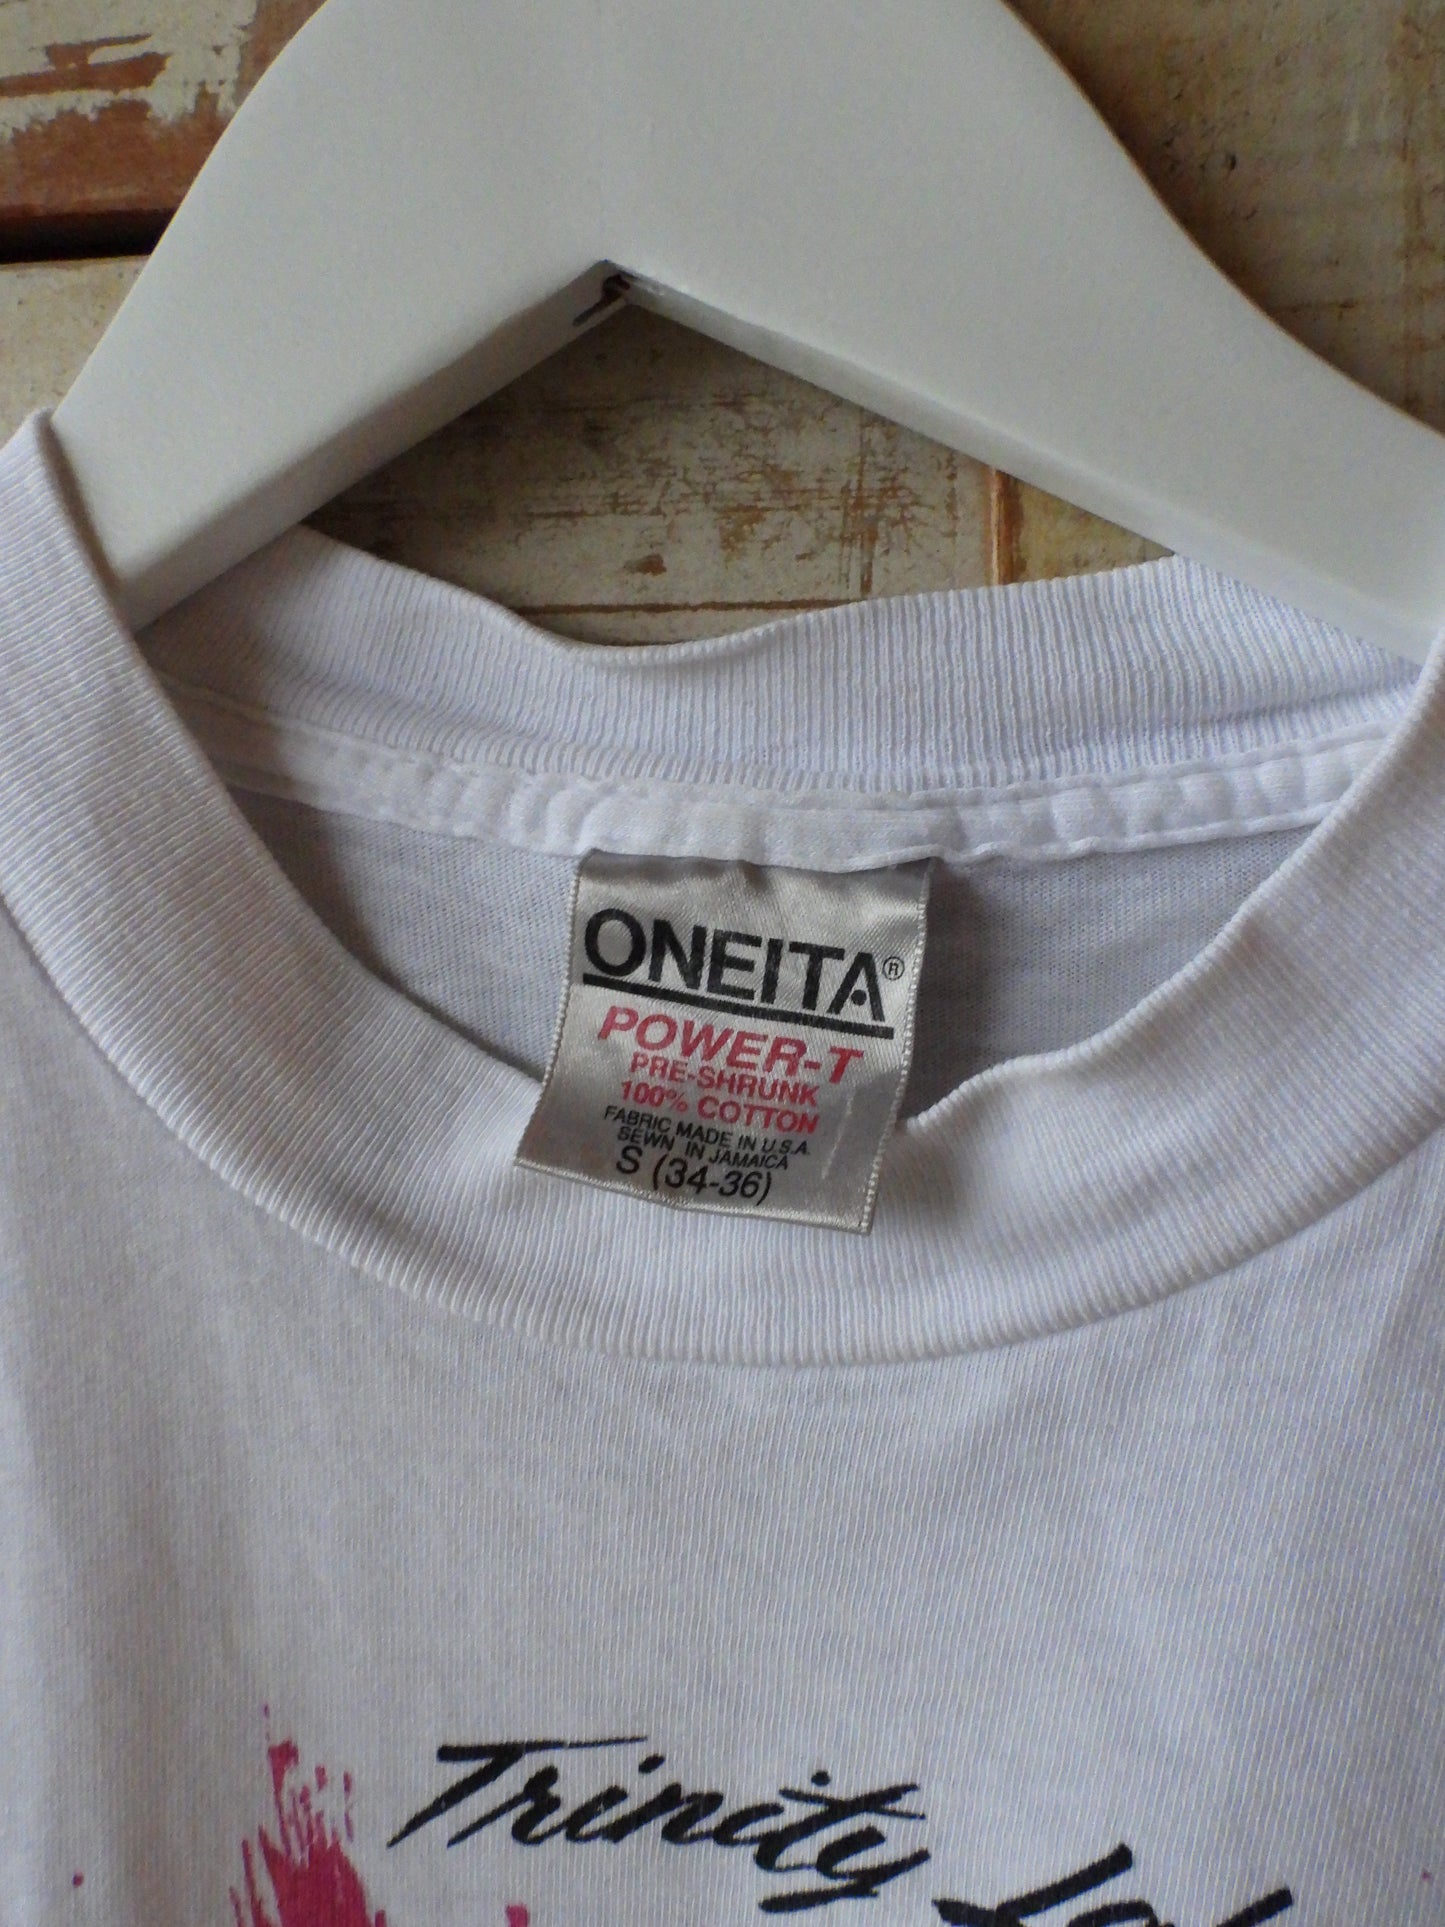 ONEITA®
POWER-T
PRE-SHRUNK
100% COTTON
FABRIC MADE IN U.S.A.
SEWN IN JAMAICA
S (34-36)
Trinity